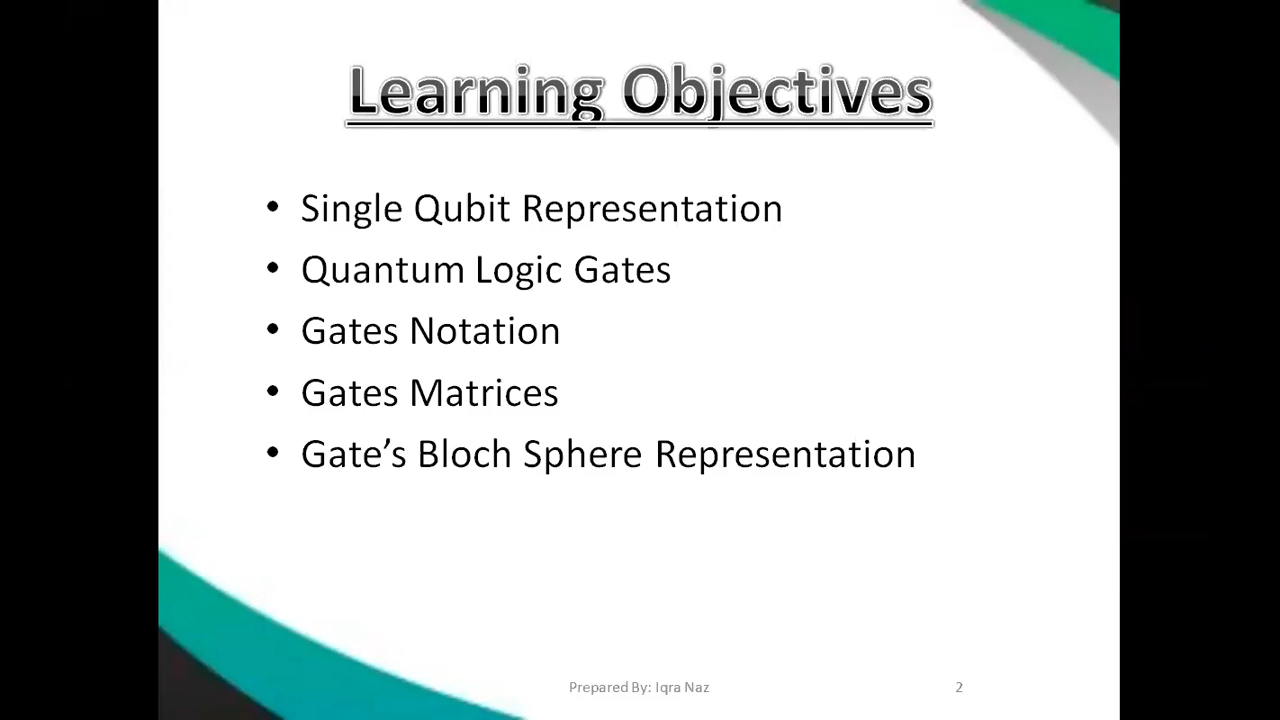 Learning Objectives
• Single Qubit Representation
• Quantum Logic Gates
• Gates Notation
• Gates Matrices
• Gate’s Bloch Sphere Representation
Prepared By: Iqra Naz
2